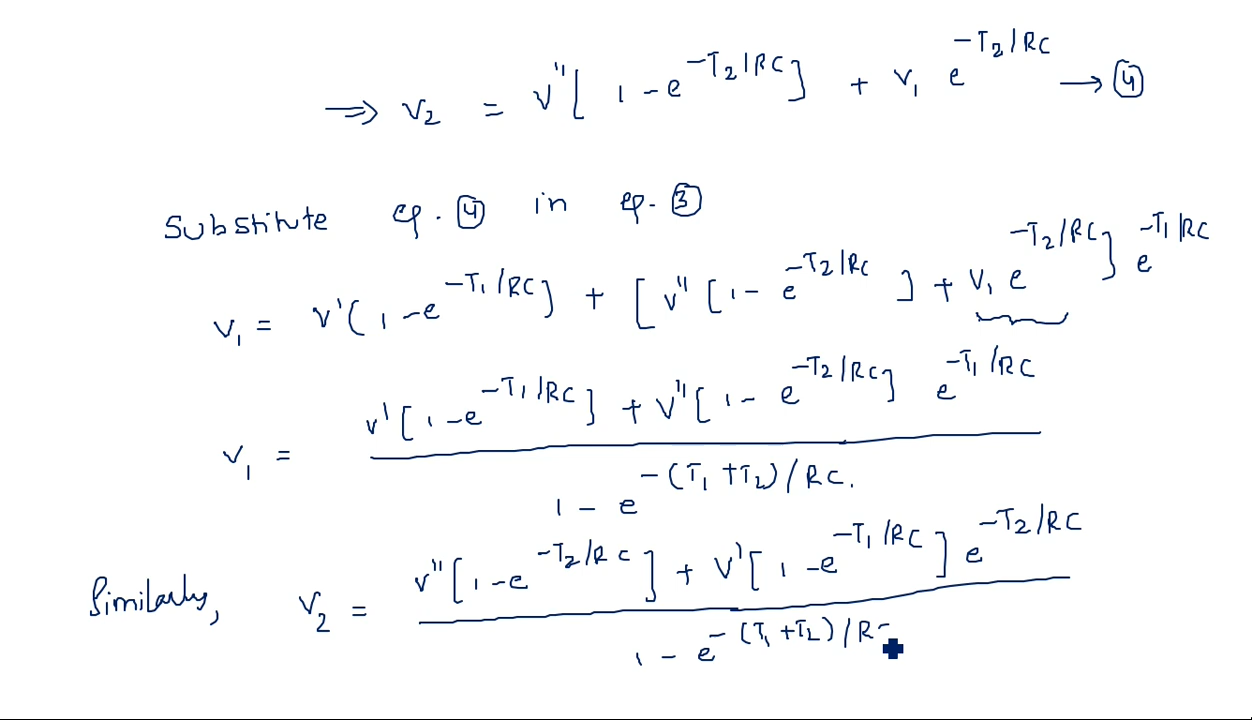 ⇒ V₂ = V'' [ 1 - e^{-T₂/RC} ] + V₁ e^{-T₂/RC} → ④
Substitute eq. ④ in eq. ③
V₁ = V' ( 1 - e^{-T₁/RC} ] + [ V'' [ 1 - e^{-T₂/RC} ] + V₁ e^{-T₂/RC} ] e^{-T₁/RC}
V₁ = V' [ 1 - e^{-T₁/RC} ] + V'' [ 1 - e^{-T₂/RC} ] e^{-T₁/RC}
1 - e^{-(T₁+T₂)/RC}.
Similarly, V₂ = V'' [ 1 - e^{-T₂/RC} ] + V' [ 1 - e^{-T₁/RC} ] e^{-T₂/RC}
1 - e^{-(T₁+T₂)/R